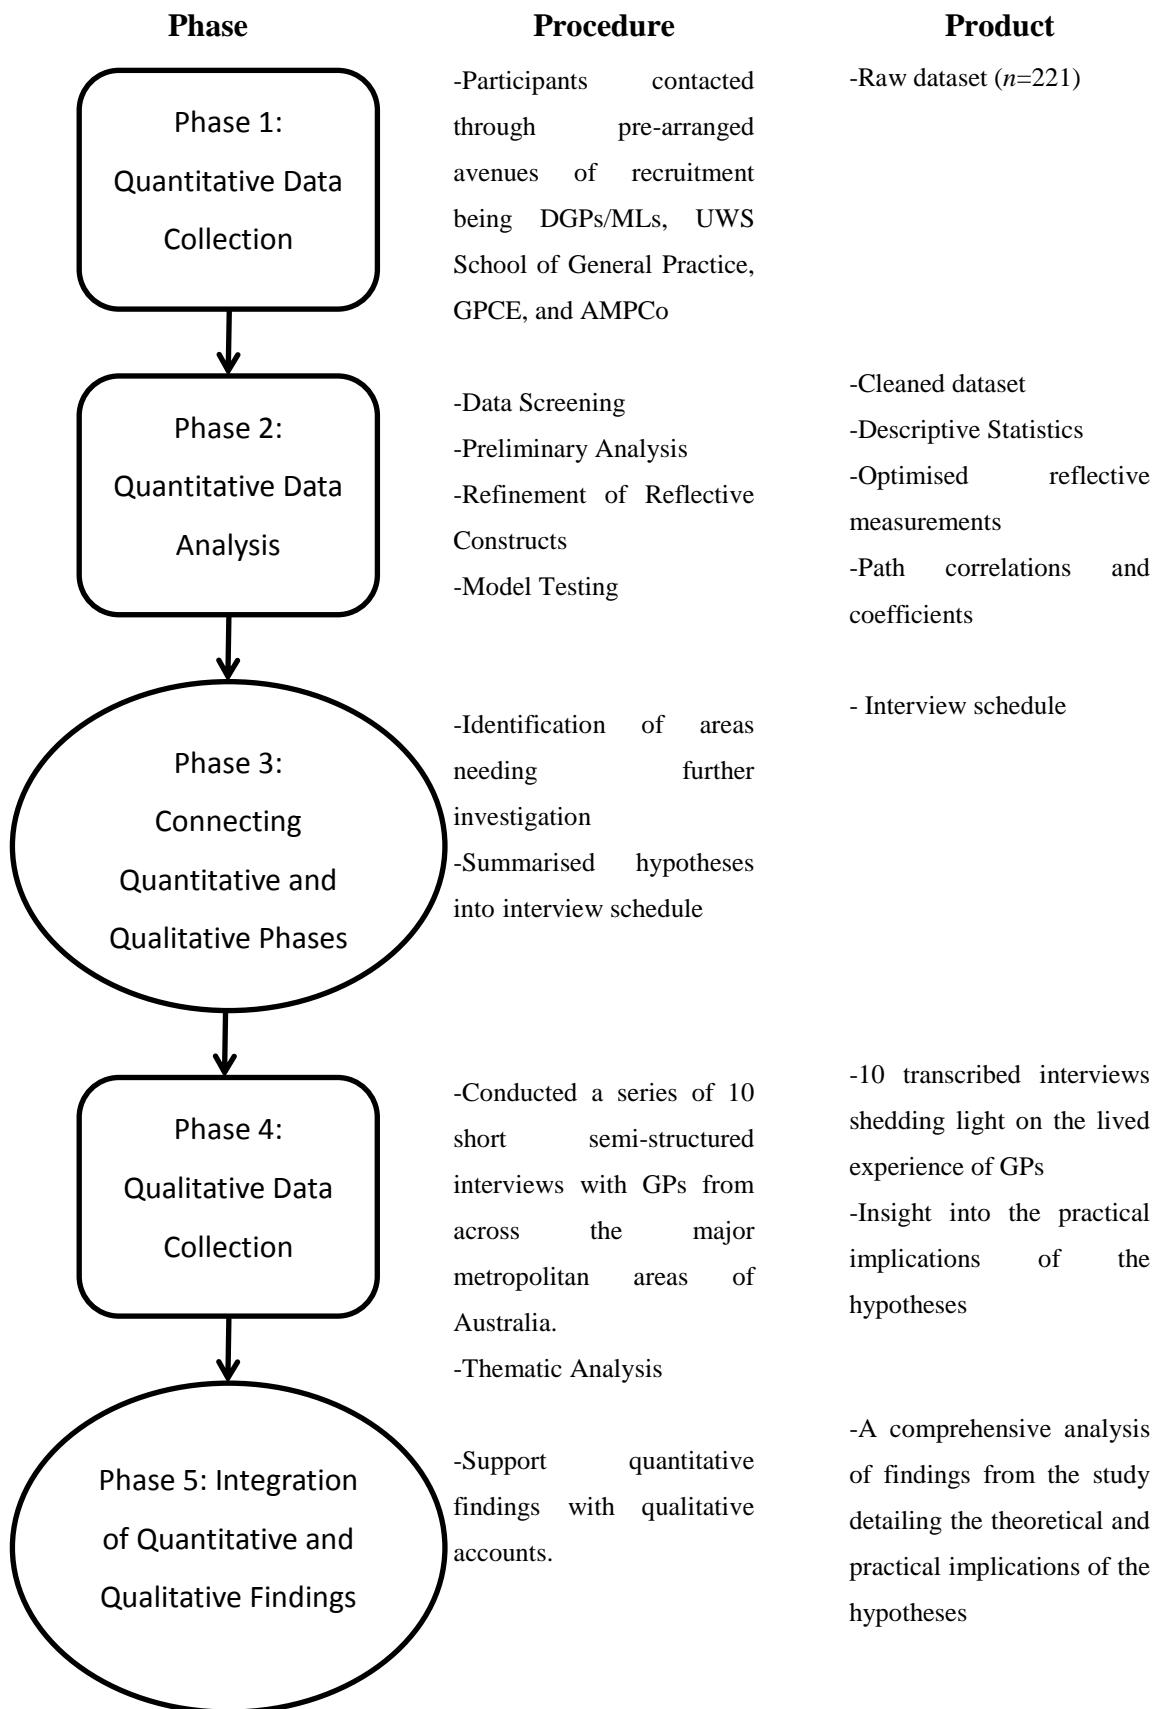 Phase
Procedure
Product
Phase 1:
Quantitative Data
Collection
-Participants contacted
through pre-arranged
avenues of recruitment
being DGPs/MLs, UWS
School of General Practice,
GPCE, and AMPCo
-Raw dataset (n=221)
Phase 2:
Quantitative Data
Analysis
-Data Screening
-Preliminary Analysis
-Refinement of Reflective
Constructs
-Model Testing
-Cleaned dataset
-Descriptive Statistics
-Optimised reflective
measurements
-Path correlations and
coefficients
Phase 3:
Connecting
Quantitative and
Qualitative Phases
-Identification of areas
needing further
investigation
-Summarised hypotheses
into interview schedule
- Interview schedule
Phase 4:
Qualitative Data
Collection
-Conducted a series of 10
short semi-structured
interviews with GPs from
across the major
metropolitan areas of
Australia.
-Thematic Analysis
-10 transcribed interviews
shedding light on the lived
experience of GPs
-Insight into the practical
implications of the
hypotheses
Phase 5: Integration
of Quantitative and
Qualitative Findings
-Support quantitative
findings with qualitative
accounts.
-A comprehensive analysis
of findings from the study
detailing the theoretical and
practical implications of the
hypotheses